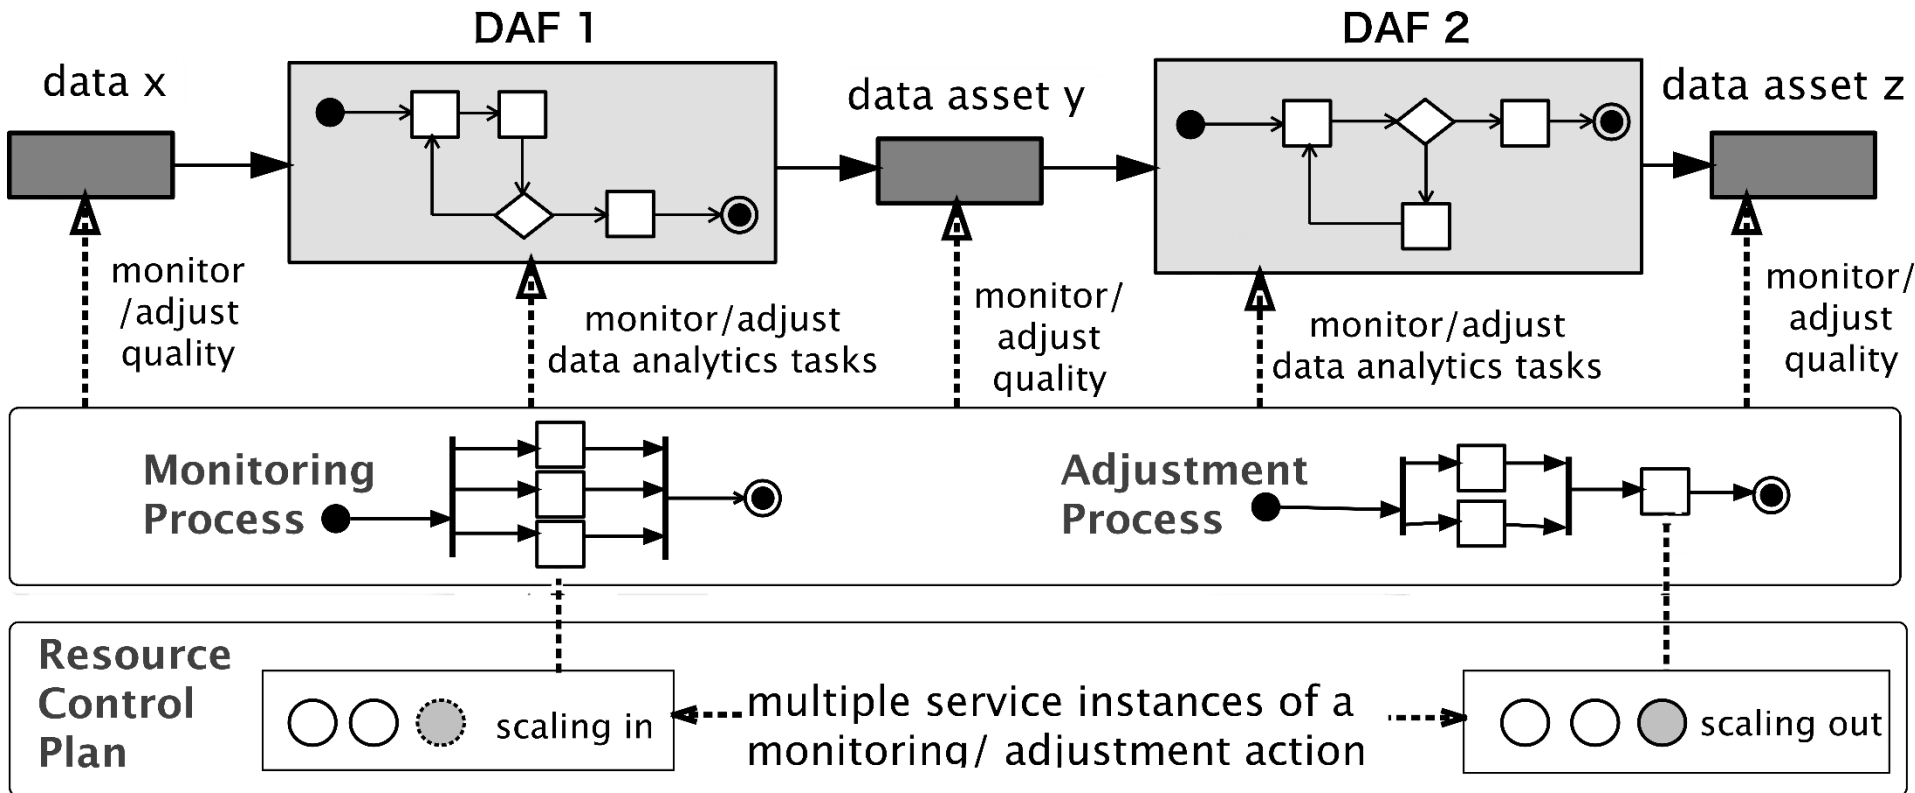 DAF 1
DAF 2
data x
data asset y
data asset z
monitor
/adjust
quality
monitor/adjust
data analytics tasks
monitor/
adjust
quality
monitor/adjust
data analytics tasks
monitor/
adjust
quality
Monitoring
Process
Adjustment
Process
Resource
Control
Plan
scaling in
multiple service instances of a
monitoring/ adjustment action
scaling out